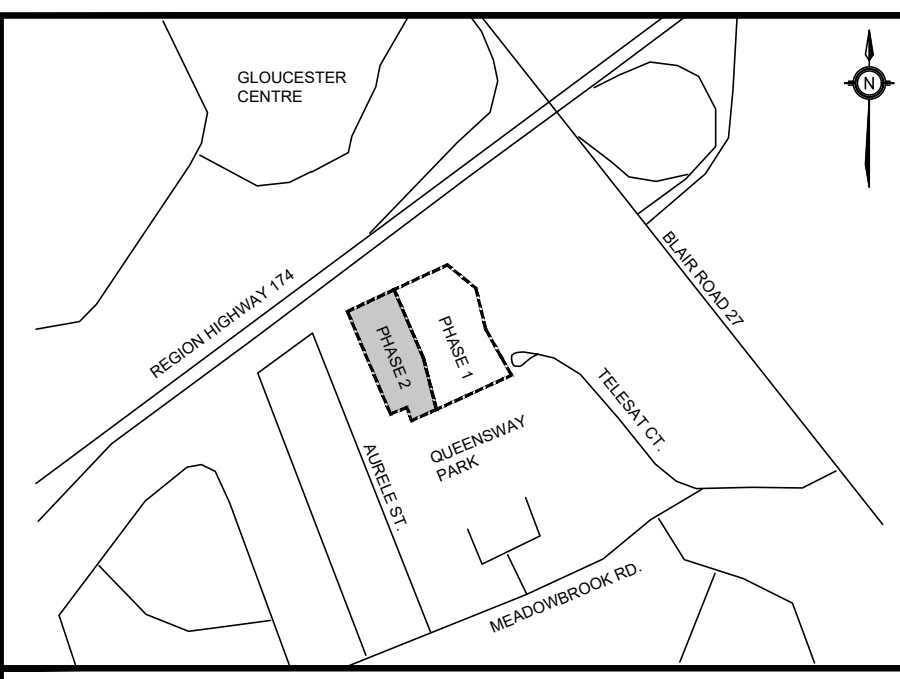 GLOUCESTER
CENTRE
N
REGION HIGHWAY 174
BLAIR ROAD 27
PHASE 2
PHASE 1
TELESAT CT.
QUEENSWAY
PARK
AURELE ST.
MEADOWBROOK RD.